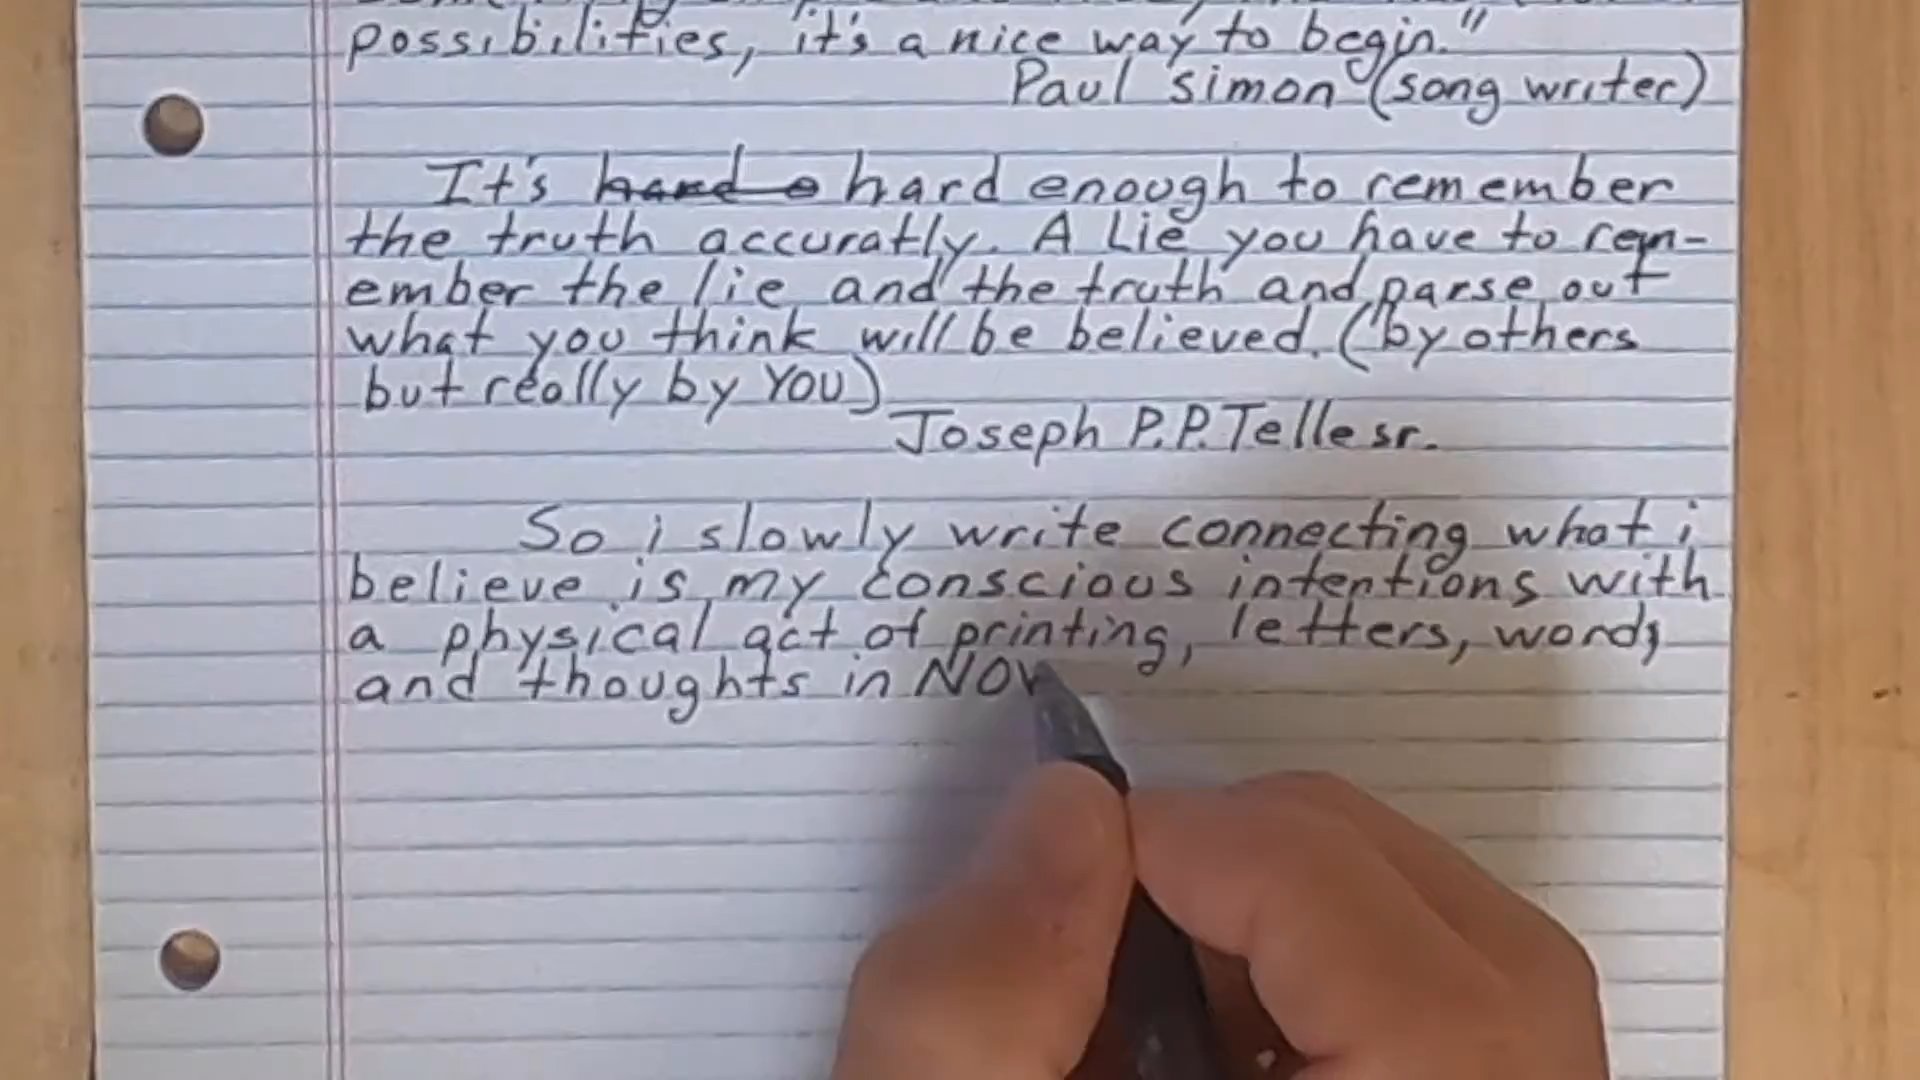 possibilities, it's a nice way to begin."
Paul Simon (song writer)
It's hard e hard enough to remember
the truth accuratly. A Lie you have to rem-
ember the lie and the truth and parse out
what you think will be believed. (by others
but really by YOU)
Joseph P.P. Telle sr.
So i slowly write connecting what i
believe is my conscious intentions with
a physical act of printing, letters, words,
and thoughts in NOW